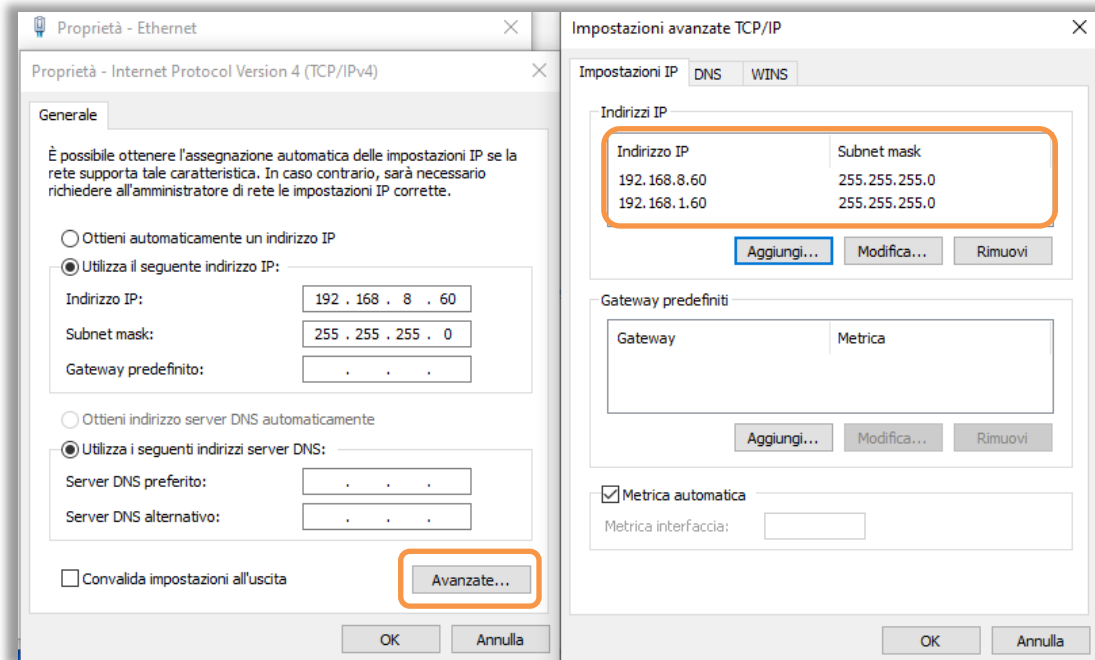 Proprietà - Ethernet
Proprietà - Internet Protocol Version 4 (TCP/IPv4)
Generale
È possibile ottenere l'assegnazione automatica delle impostazioni IP se la
rete supporta tale caratteristica. In caso contrario, sarà necessario
richiedere all'amministratore di rete le impostazioni IP corrette.
Ottieni automaticamente un indirizzo IP
Utilizza il seguente indirizzo IP:
Indirizzo IP: 192 . 168 . 8 . 60
Subnet mask: 255 . 255 . 255 . 0
Gateway predefinito: . . .
Ottieni indirizzo server DNS automaticamente
Utilizza i seguenti indirizzi server DNS:
Server DNS preferito: . . .
Server DNS alternativo: . . .
Convalida impostazioni all'uscita
Avanzate...
OK Annulla
Impostazioni avanzate TCP/IP
Impostazioni IP DNS WINS
Indirizzi IP
Indirizzo IP Subnet mask
192.168.8.60 255.255.255.0
192.168.1.60 255.255.255.0
Aggiungi... Modifica... Rimuovi
Gateway predefiniti
Gateway Metrica
Aggiungi... Modifica... Rimuovi
Metrica automatica
Metrica interfaccia:
OK Annulla